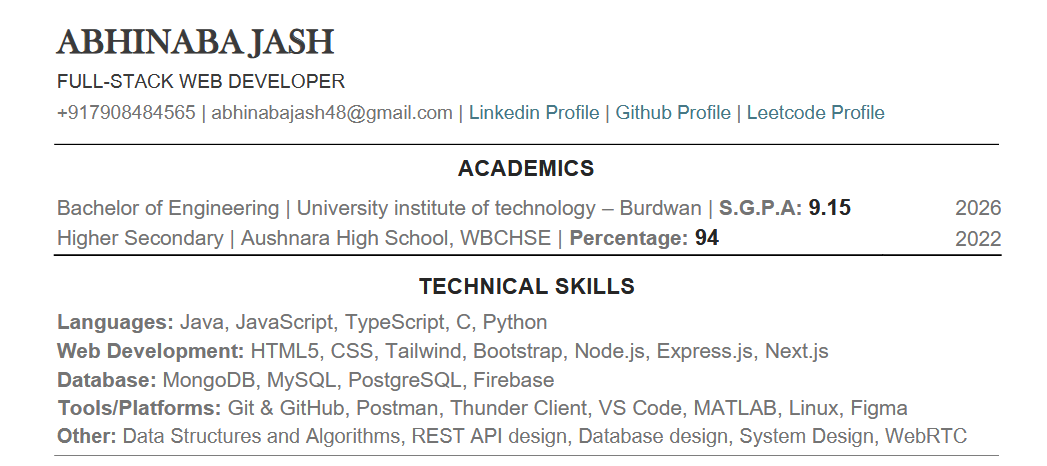 ABHINABA JASH
FULL-STACK WEB DEVELOPER
+917908484565 | abhinabajash48@gmail.com | Linkedin Profile | Github Profile | Leetcode Profile
ACADEMICS
Bachelor of Engineering | University institute of technology – Burdwan | S.G.P.A: 9.15 2026
Higher Secondary | Aushnara High School, WBCHSE | Percentage: 94 2022
TECHNICAL SKILLS
Languages: Java, JavaScript, TypeScript, C, Python
Web Development: HTML5, CSS, Tailwind, Bootstrap, Node.js, Express.js, Next.js
Database: MongoDB, MySQL, PostgreSQL, Firebase
Tools/Platforms: Git & GitHub, Postman, Thunder Client, VS Code, MATLAB, Linux, Figma
Other: Data Structures and Algorithms, REST API design, Database design, System Design, WebRTC